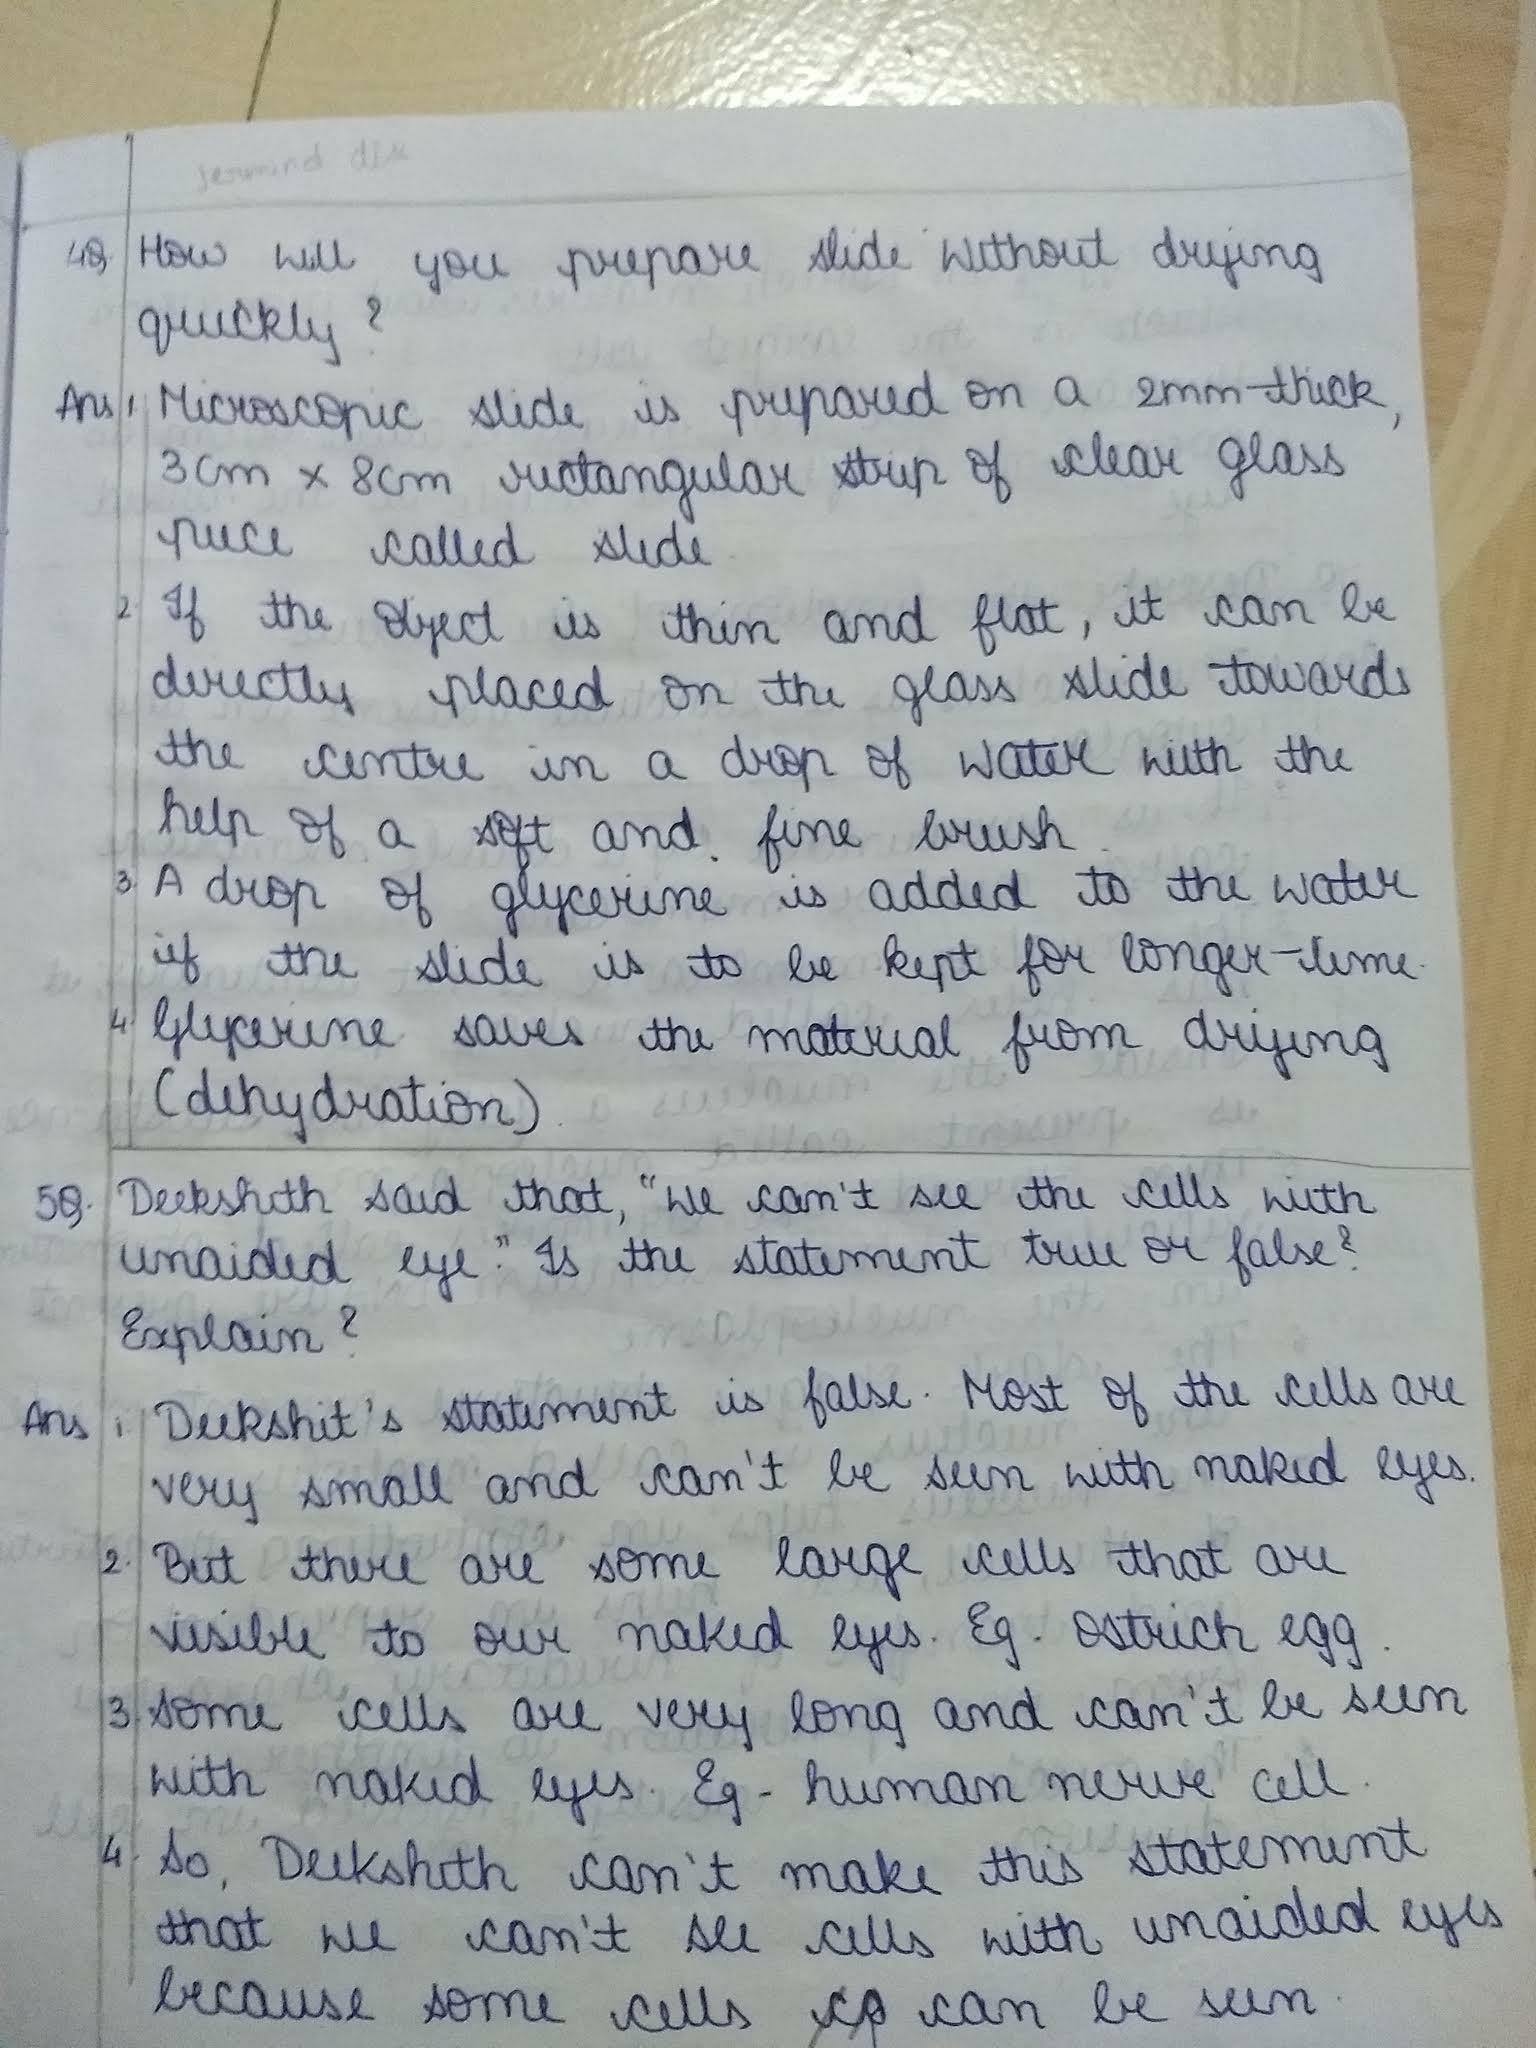 4Q. How will you prepare slide without drying
quickly?
Ans 1 Microscopic slide is prepared on a 2mm-thick,
3cm x 8cm rectangular strip of clear glass
piece called slide.
2. If the object is thin and flat, it can be
directly placed on the glass slide towards
the centre in a drop of water with the
help of a soft and fine brush.
3. A drop of glycerine is added to the water
if the slide is to be kept for longer-time.
4. Glycerine saves the material from drijing
(dehydration).
5Q. Deekshith said that, "we can't see the cells with
unaided eye." Is the statement true or false?
Explain?
Ans 1. Deekshit's statement is false. Most of the cells are
very small and can't be seen with naked eyes.
2. But there are some large cells that are
visible to our naked eyes. Eg. Ostrich egg.
3. Some cells are very long and can't be seen
with naked eyes. Eg- human nerve cell.
4. So, Deekshith can't make this statement
that we can't see cells with unaided eyes
because some cells can be seen.